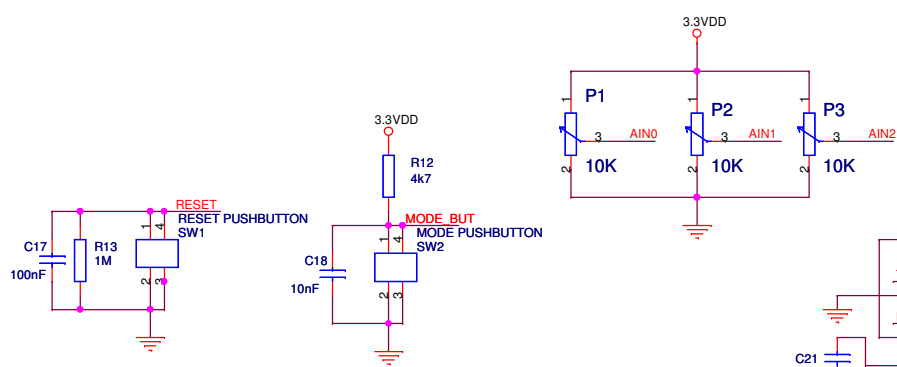 3.3VDD
P1
P2
P3
1
1
1
3
AIN0
3
AIN1
3
AIN2
10K
10K
10K
2
2
2
3.3VDD
R12
4k7
RESET
RESET PUSHBUTTON
SW1
1
4
C17
100nF
R13
1M
2
3
MODE_BUT
MODE PUSHBUTTON
SW2
1
4
C18
10nF
2
3
C21